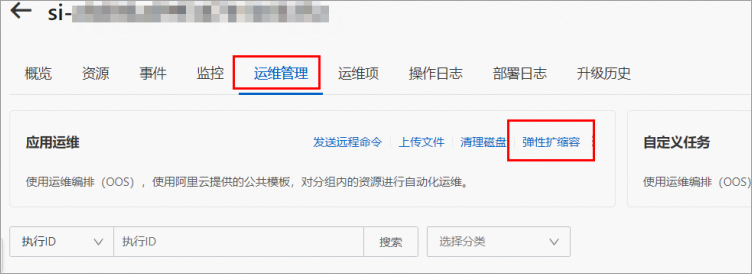 si-
概览 资源 事件 监控 运维管理 运维项 操作日志 部署日志 升级历史
应用运维 发送远程命令 上传文件 清理磁盘 弹性扩缩容 自定义任务
使用运维编排（OOS），使用阿里云提供的公共模板，对分组内的资源进行自动化运维。 使用运维编排（OOS）
执行ID 执行ID 搜索 选择分类